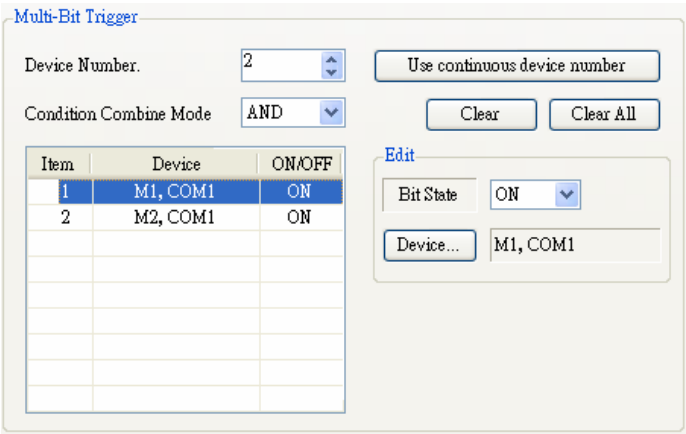 Multi-Bit Trigger
Device Number. 2 Use continuous device number
Condition Combine Mode AND Clear Clear All
Item Device ON/OFF
1 M1, COM1 ON
2 M2, COM1 ON
Edit
Bit State ON
Device... M1, COM1